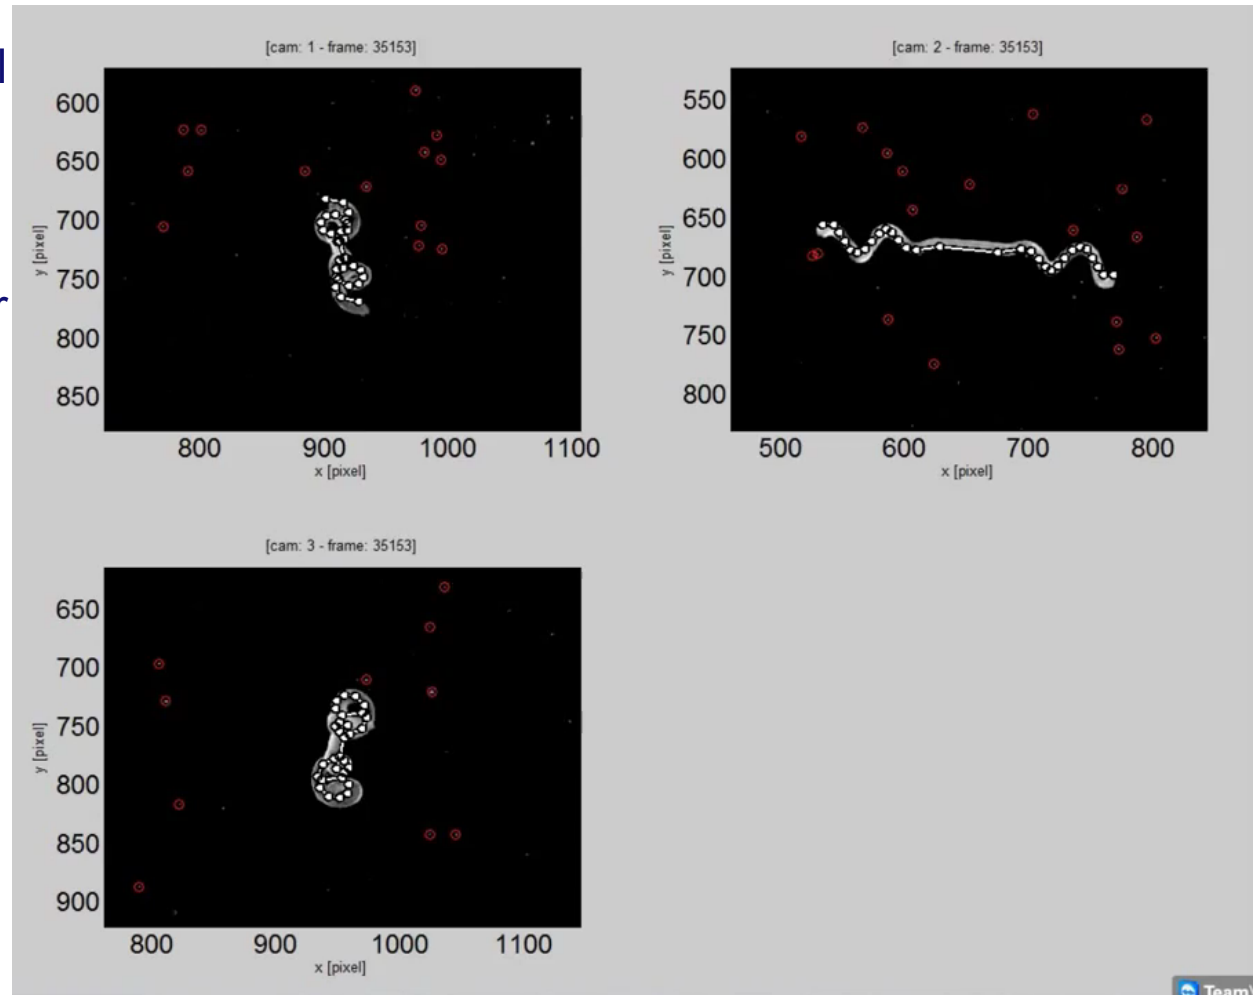 [cam: 1 - frame: 35153]
600
650
700
750
800
850
y [pixel]
800 900 1000 1100
x [pixel]
[cam: 2 - frame: 35153]
550
600
650
700
750
800
y [pixel]
500 600 700 800
x [pixel]
[cam: 3 - frame: 35153]
650
700
750
800
850
900
y [pixel]
800 900 1000 1100
x [pixel]